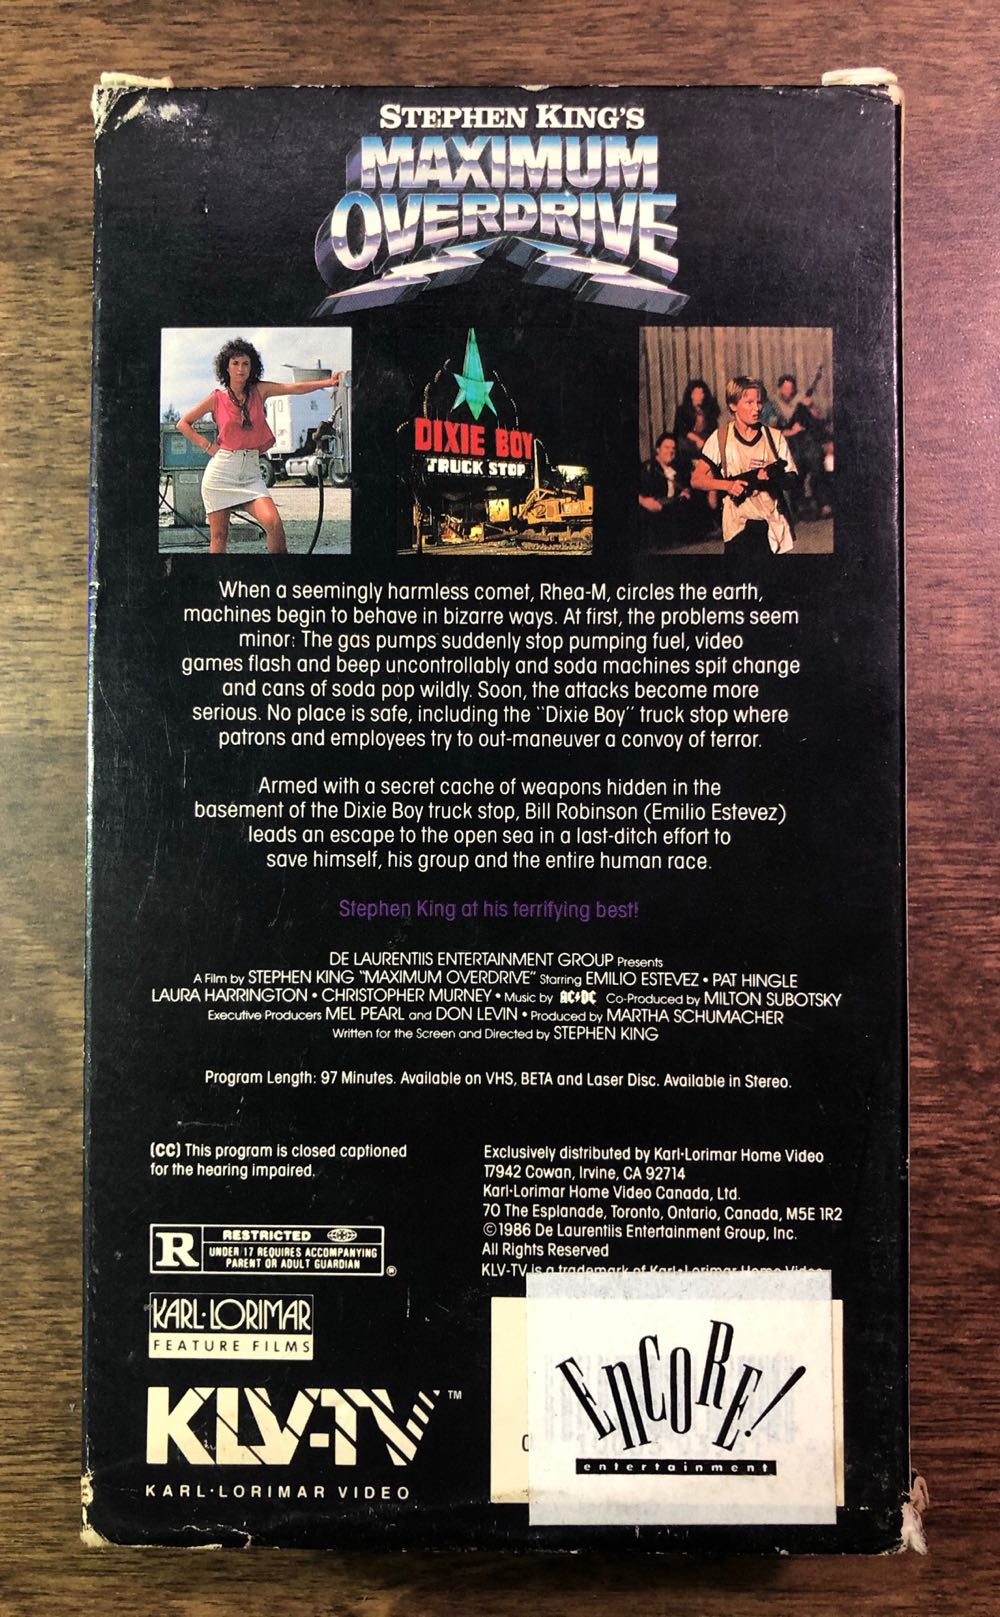 STEPHEN KING'S
MAXIMUM
OVERDRIVE
DIXIE BOY
TRUCK STOP
When a seemingly harmless comet, Rhea-M, circles the earth,
machines begin to behave in bizarre ways. At first, the problems seem
minor: The gas pumps suddenly stop pumping fuel, video
games flash and beep uncontrollably and soda machines spit change
and cans of soda pop wildly. Soon, the attacks become more
serious. No place is safe, including the "Dixie Boy" truck stop where
patrons and employees try to out-maneuver a convoy of terror.
Armed with a secret cache of weapons hidden in the
basement of the Dixie Boy truck stop, Bill Robinson (Emilio Estevez)
leads an escape to the open sea in a last-ditch effort to
save himself, his group and the entire human race.
Stephen King at his terrifying best!
DE LAURENTIIS ENTERTAINMENT GROUP Presents
A Film by STEPHEN KING "MAXIMUM OVERDRIVE" Starring EMILIO ESTEVEZ • PAT HINGLE
LAURA HARRINGTON • CHRISTOPHER MURNEY • Music by AC⚡DC Co-Produced by MILTON SUBOTSKY
Executive Producers MEL PEARL and DON LEVIN • Produced by MARTHA SCHUMACHER
Written for the Screen and Directed by STEPHEN KING
Program Length: 97 Minutes. Available on VHS, BETA and Laser Disc. Available in Stereo.
(CC) This program is closed captioned
for the hearing impaired.
Exclusively distributed by Karl•Lorimar Home Video
17942 Cowan, Irvine, CA 92714
Karl•Lorimar Home Video Canada, Ltd.
70 The Esplanade, Toronto, Ontario, Canada, M5E 1R2
©1986 De Laurentiis Entertainment Group, Inc.
All Rights Reserved
KLV-TV is a trademark of Karl•Lorimar Home Video
R RESTRICTED
UNDER 17 REQUIRES ACCOMPANYING
PARENT OR ADULT GUARDIAN
®
KARL•LORIMAR
FEATURE FILMS
KLV-TV ™
KARL•LORIMAR VIDEO
ENCORE!
entertainment